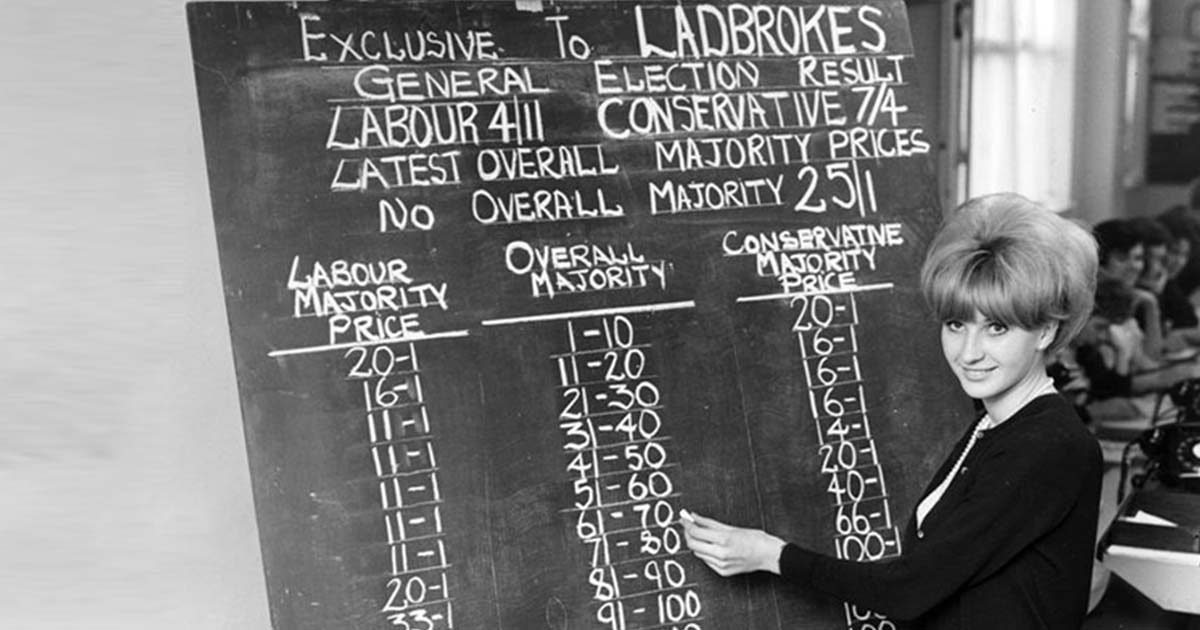 EXCLUSIVE TO LADBROKES
GENERAL ELECTION RESULT
LABOUR 4/11 CONSERVATIVE 7/4
LATEST OVERALL MAJORITY PRICES
NO OVERALL MAJORITY 25/1
LABOUR MAJORITY PRICE OVERALL MAJORITY CONSERVATIVE MAJORITY PRICE
20-1 1-10 20-1
16-1 11-20 6-1
11-1 21-30 6-1
11-1 31-40 6-1
11-1 41-50 4-1
11-1 51-60 20-1
11-1 61-70 40-1
20-1 71-80 66-1
33-1 81-90 100-1
91-100